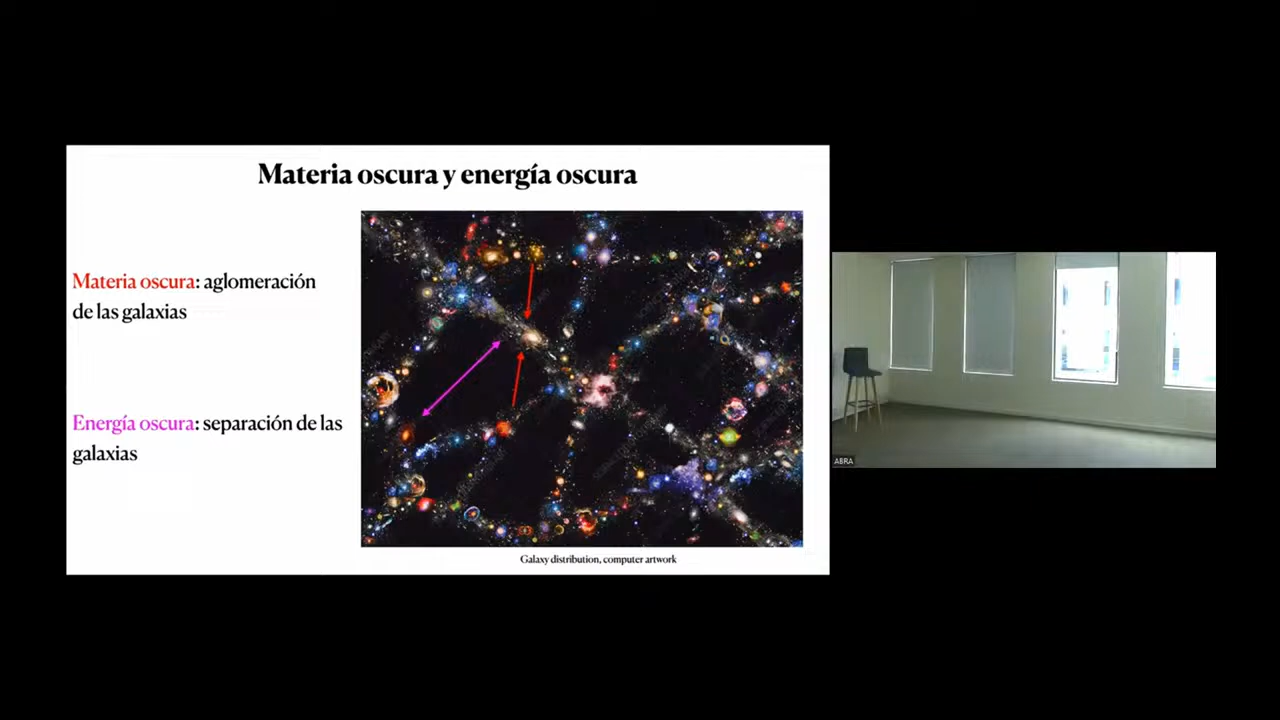 Materia oscura y energía oscura
Materia oscura: aglomeración
de las galaxias
Energía oscura: separación de las
galaxias
Galaxy distribution, computer artwork
ABRA